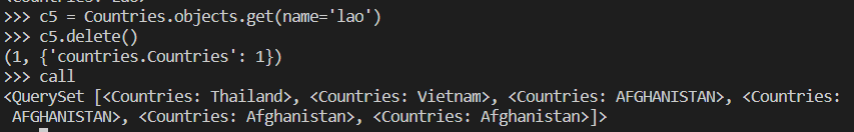 >>> c5 = Countries.objects.get(name='lao')
>>> c5.delete()
(1, {'countries.Countries': 1})
>>> call
<QuerySet [<Countries: Thailand>, <Countries: Vietnam>, <Countries: AFGHANISTAN>, <Countries:
 AFGHANISTAN>, <Countries: Afghanistan>, <Countries: Afghanistan>]>